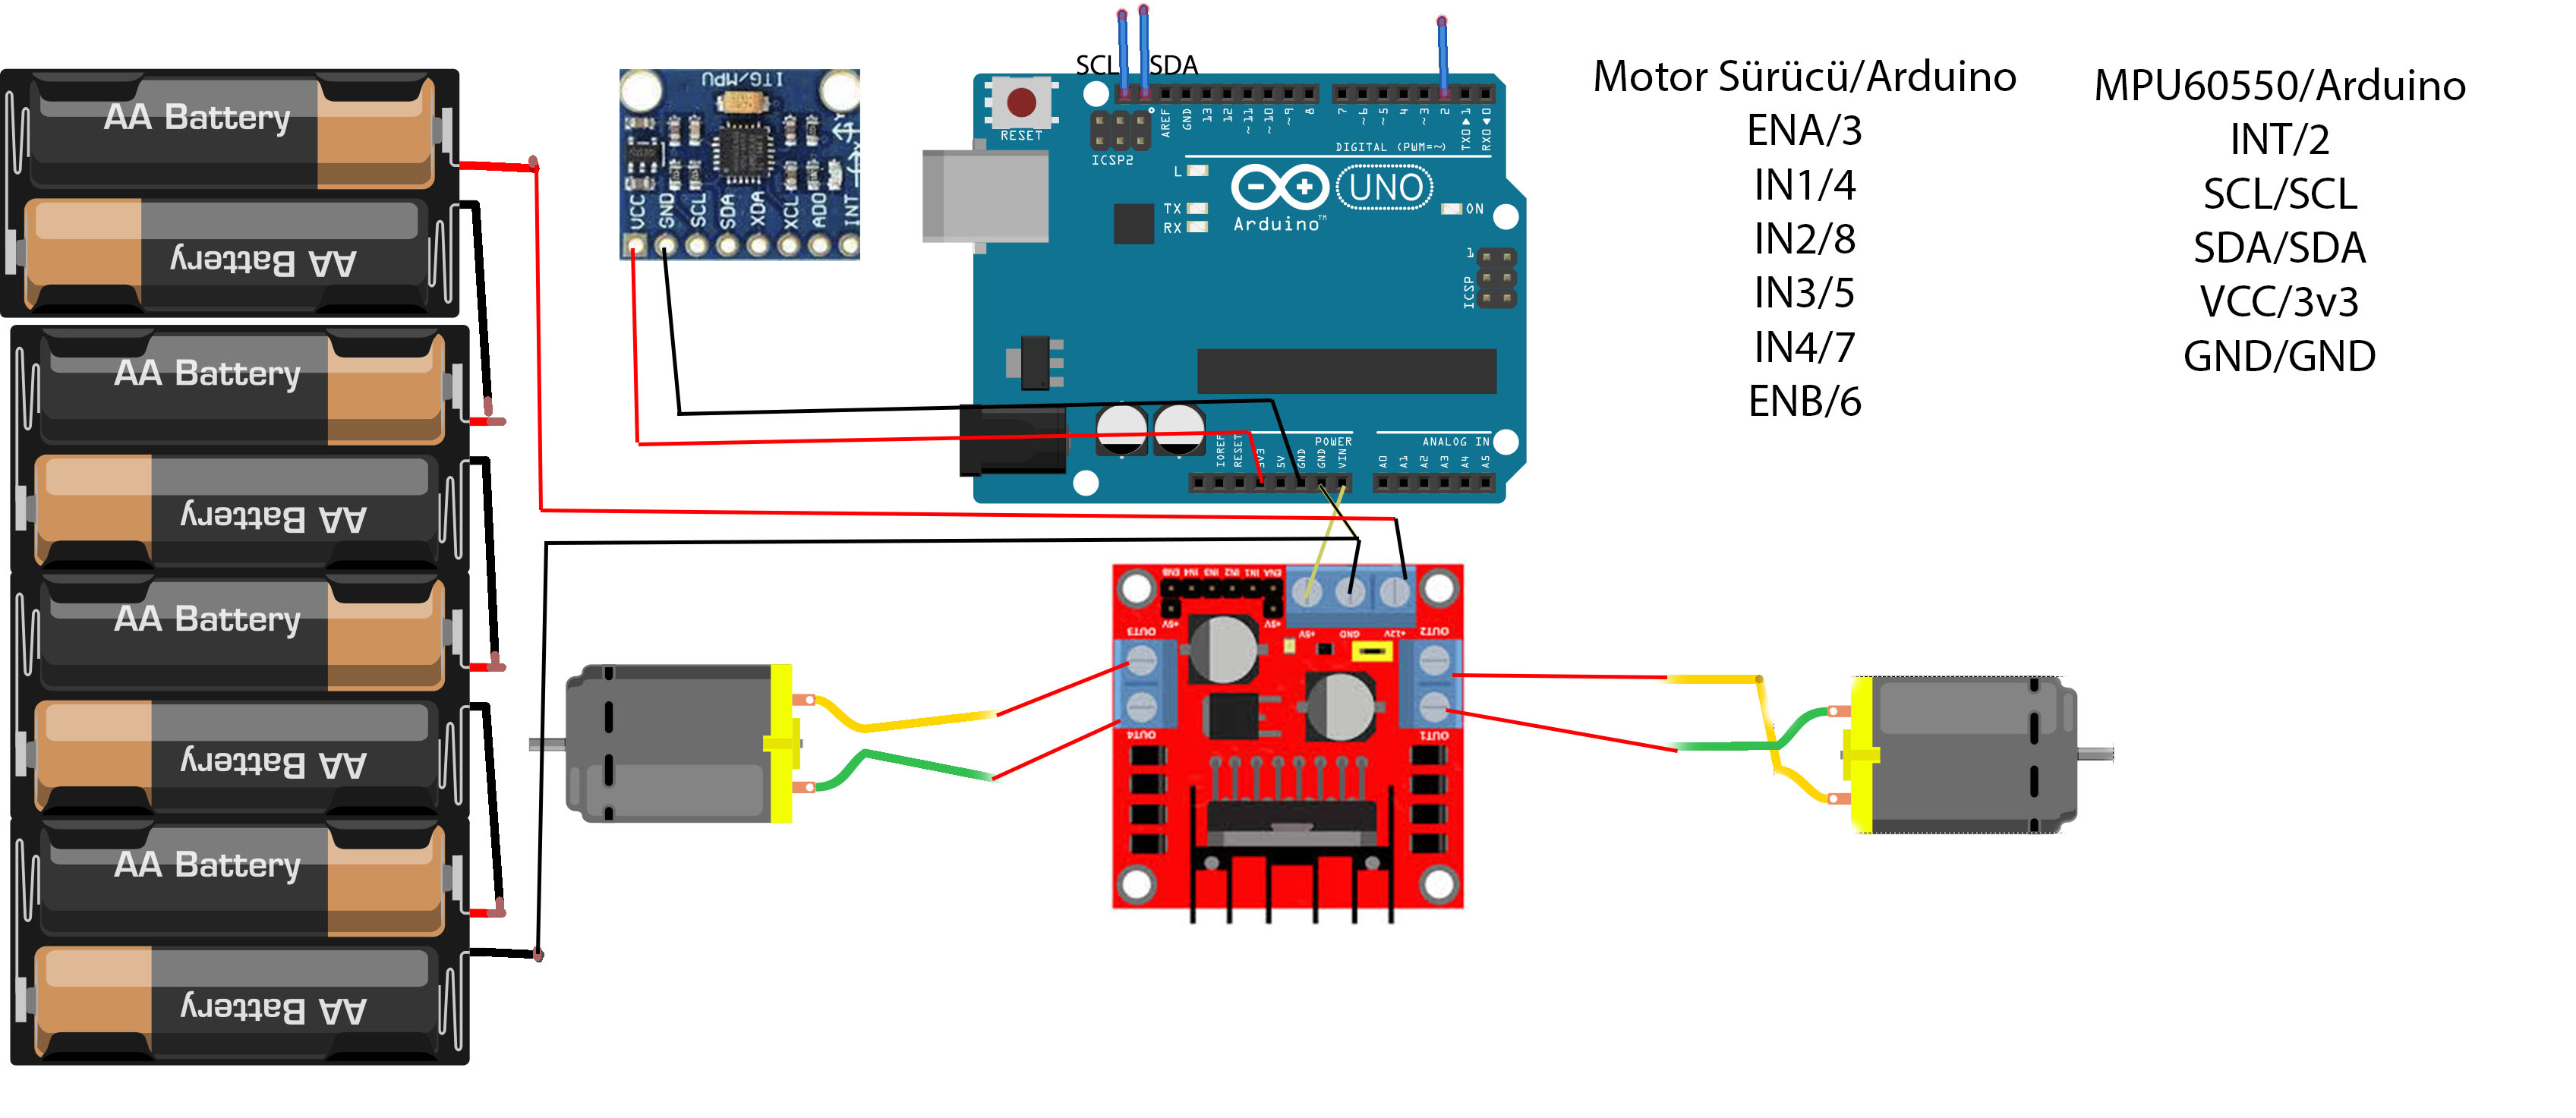 AA Battery
AA Battery
AA Battery
AA Battery
AA Battery
AA Battery
AA Battery
AA Battery
ITG/MPU
VCC
GND
SCL
SDA
XDA
XCL
ADO
INT
SCL
SDA
RESET
ICSP2
AREF
GND
13
12
~11
~10
~9
8
7
~6
~5
4
~3
2
TX0▶1
RX0◀0
DIGITAL (PWM=~)
L
TX
RX
Arduino™
UNO
ON
1
ICSP
POWER
ANALOG IN
IOREF
RESET
3V3
5V
GND
GND
VIN
A0
A1
A2
A3
A4
A5
ENB
IN4
IN3
IN2
IN1
ENA
+5V
+5V
+5V
GND
+12V
OUT3
OUT4
OUT2
OUT1
Motor Sürücü/Arduino
ENA/3
IN1/4
IN2/8
IN3/5
IN4/7
ENB/6
MPU60550/Arduino
INT/2
SCL/SCL
SDA/SDA
VCC/3v3
GND/GND